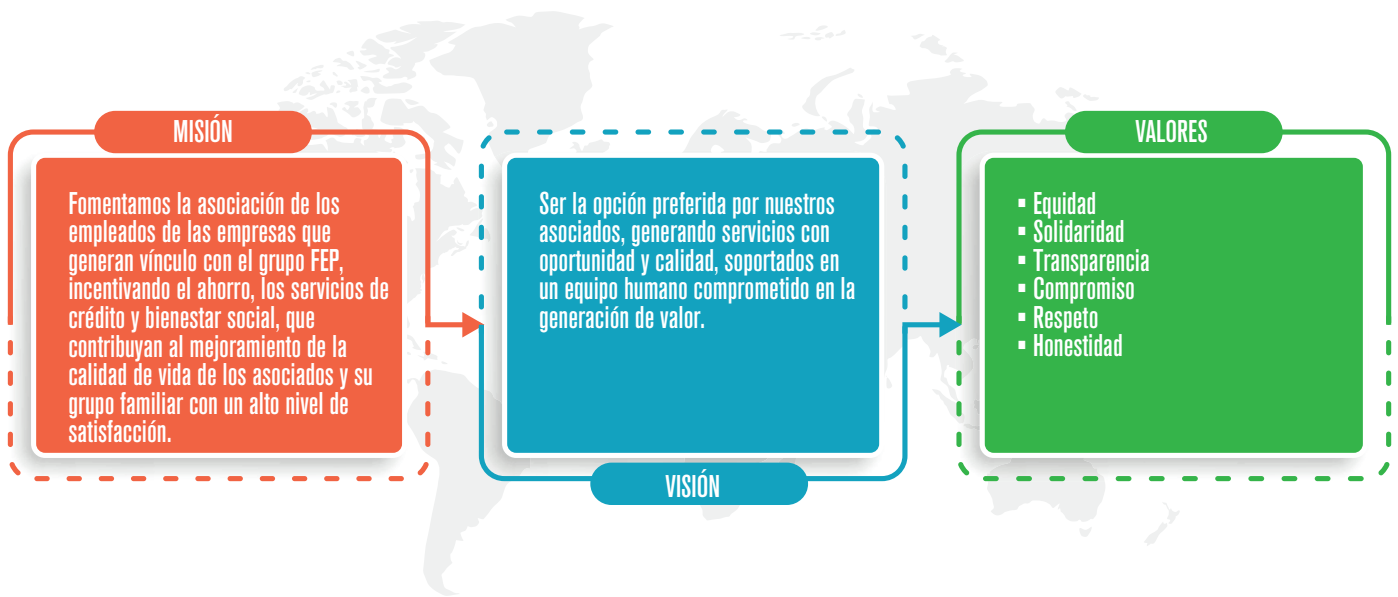 MISIÓN
Fomentamos la asociación de los
empleados de las empresas que
generan vínculo con el grupo FEP,
incentivando el ahorro, los servicios de
crédito y bienestar social, que
contribuyan al mejoramiento de la
calidad de vida de los asociados y su
grupo familiar con un alto nivel de
satisfacción.
Ser la opción preferida por nuestros
asociados, generando servicios con
oportunidad y calidad, soportados en
un equipo humano comprometido en la
generación de valor.
VISIÓN
VALORES
▪ Equidad
▪ Solidaridad
▪ Transparencia
▪ Compromiso
▪ Respeto
▪ Honestidad